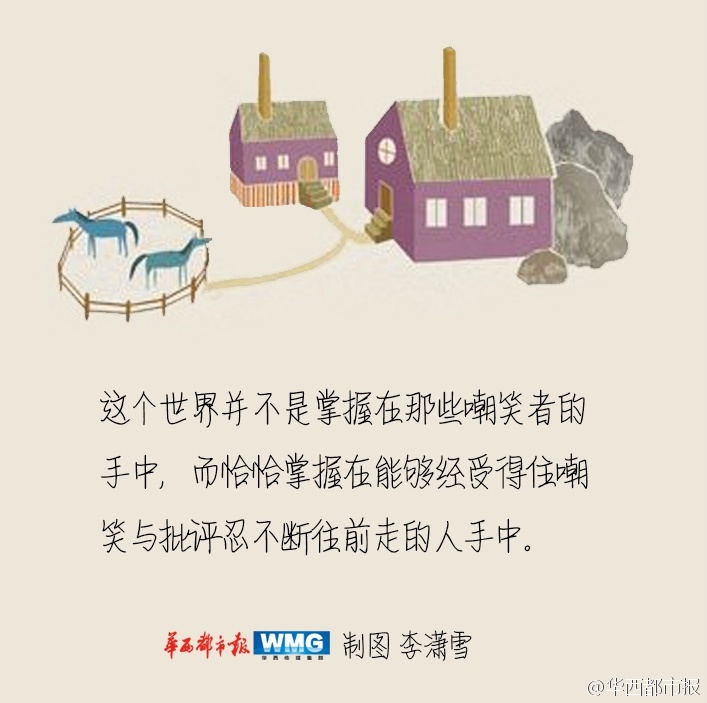 这个世界并不是掌握在那些嘲笑者的
手中，而恰恰掌握在能够经受得住嘲
笑与批评忍不断往前走的人手中。
华西都市报 WMG 华西传媒集团 制图 李潇雪
@华西都市报